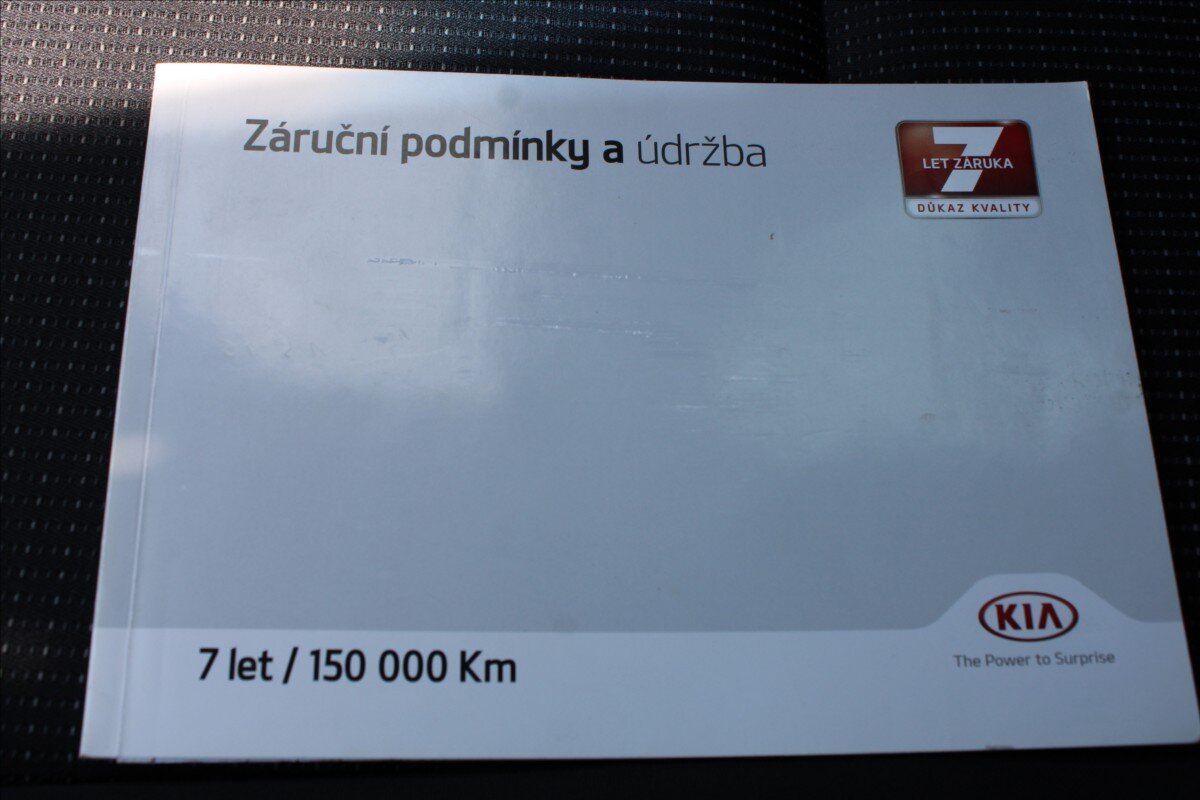 Záruční podmínky a údržba
7
LET ZÁRUKA
DŮKAZ KVALITY
7 let / 150 000 Km
KIA
The Power to Surprise